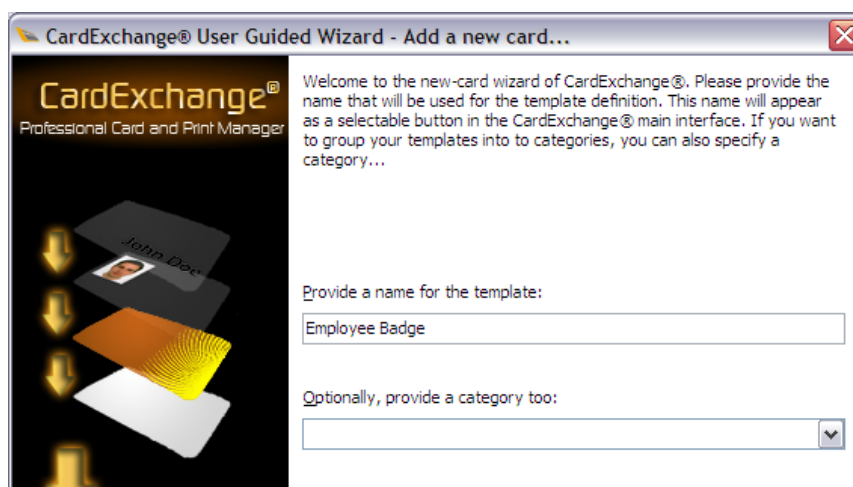 CardExchange® User Guided Wizard - Add a new card...
CardExchange®
Professional Card and Print Manager
John Doe
Welcome to the new-card wizard of CardExchange®. Please provide the
name that will be used for the template definition. This name will appear
as a selectable button in the CardExchange® main interface. If you want
to group your templates into to categories, you can also specify a
category...
Provide a name for the template:
Employee Badge
Optionally, provide a category too: